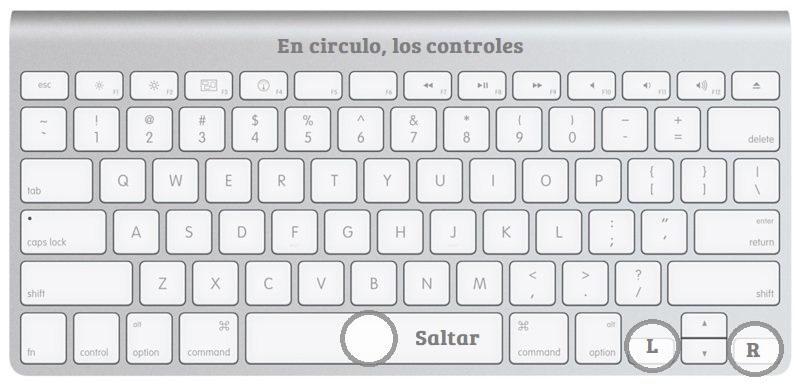 En circulo, los controles
esc F1 F2 F3 F4 F5 F6 F7 F8 F9 F10 F11 F12
~ ! @ # $ % ^ & * ( ) – +
` 1 2 3 4 5 6 7 8 9 0 - = delete
tab Q W E R T Y U I O P { [ } ] | \
caps lock A S D F G H J K L : ; " ' enter return
shift Z X C V B N M < , > . ? / shift
fn control alt option ⌘ command Saltar ⌘ command alt option L ▲ ▼ R